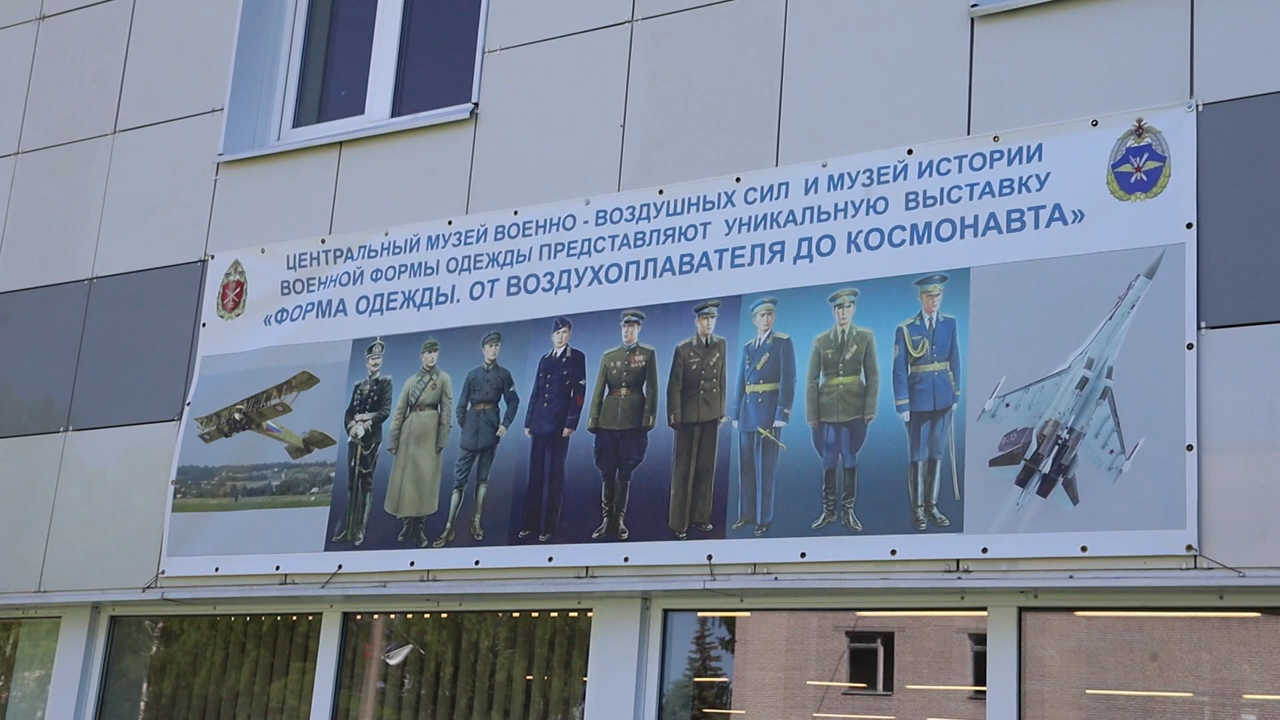 ЦЕНТРАЛЬНЫЙ МУЗЕЙ ВОЕННО - ВОЗДУШНЫХ СИЛ И МУЗЕЙ ИСТОРИИ
ВОЕННОЙ ФОРМЫ ОДЕЖДЫ ПРЕДСТАВЛЯЮТ УНИКАЛЬНУЮ ВЫСТАВКУ
«ФОРМА ОДЕЖДЫ. ОТ ВОЗДУХОПЛАВАТЕЛЯ ДО КОСМОНАВТА»